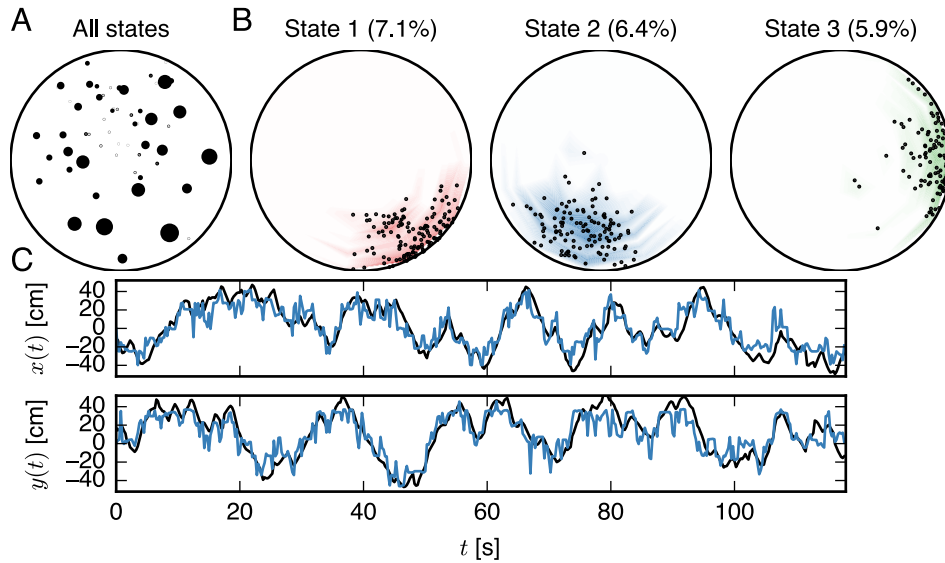 A All states B State 1 (7.1%) State 2 (6.4%) State 3 (5.9%)
C
x(t) [cm]
40
20
0
−20
−40
y(t) [cm]
40
20
0
−20
−40
0 20 40 60 80 100
t [s]